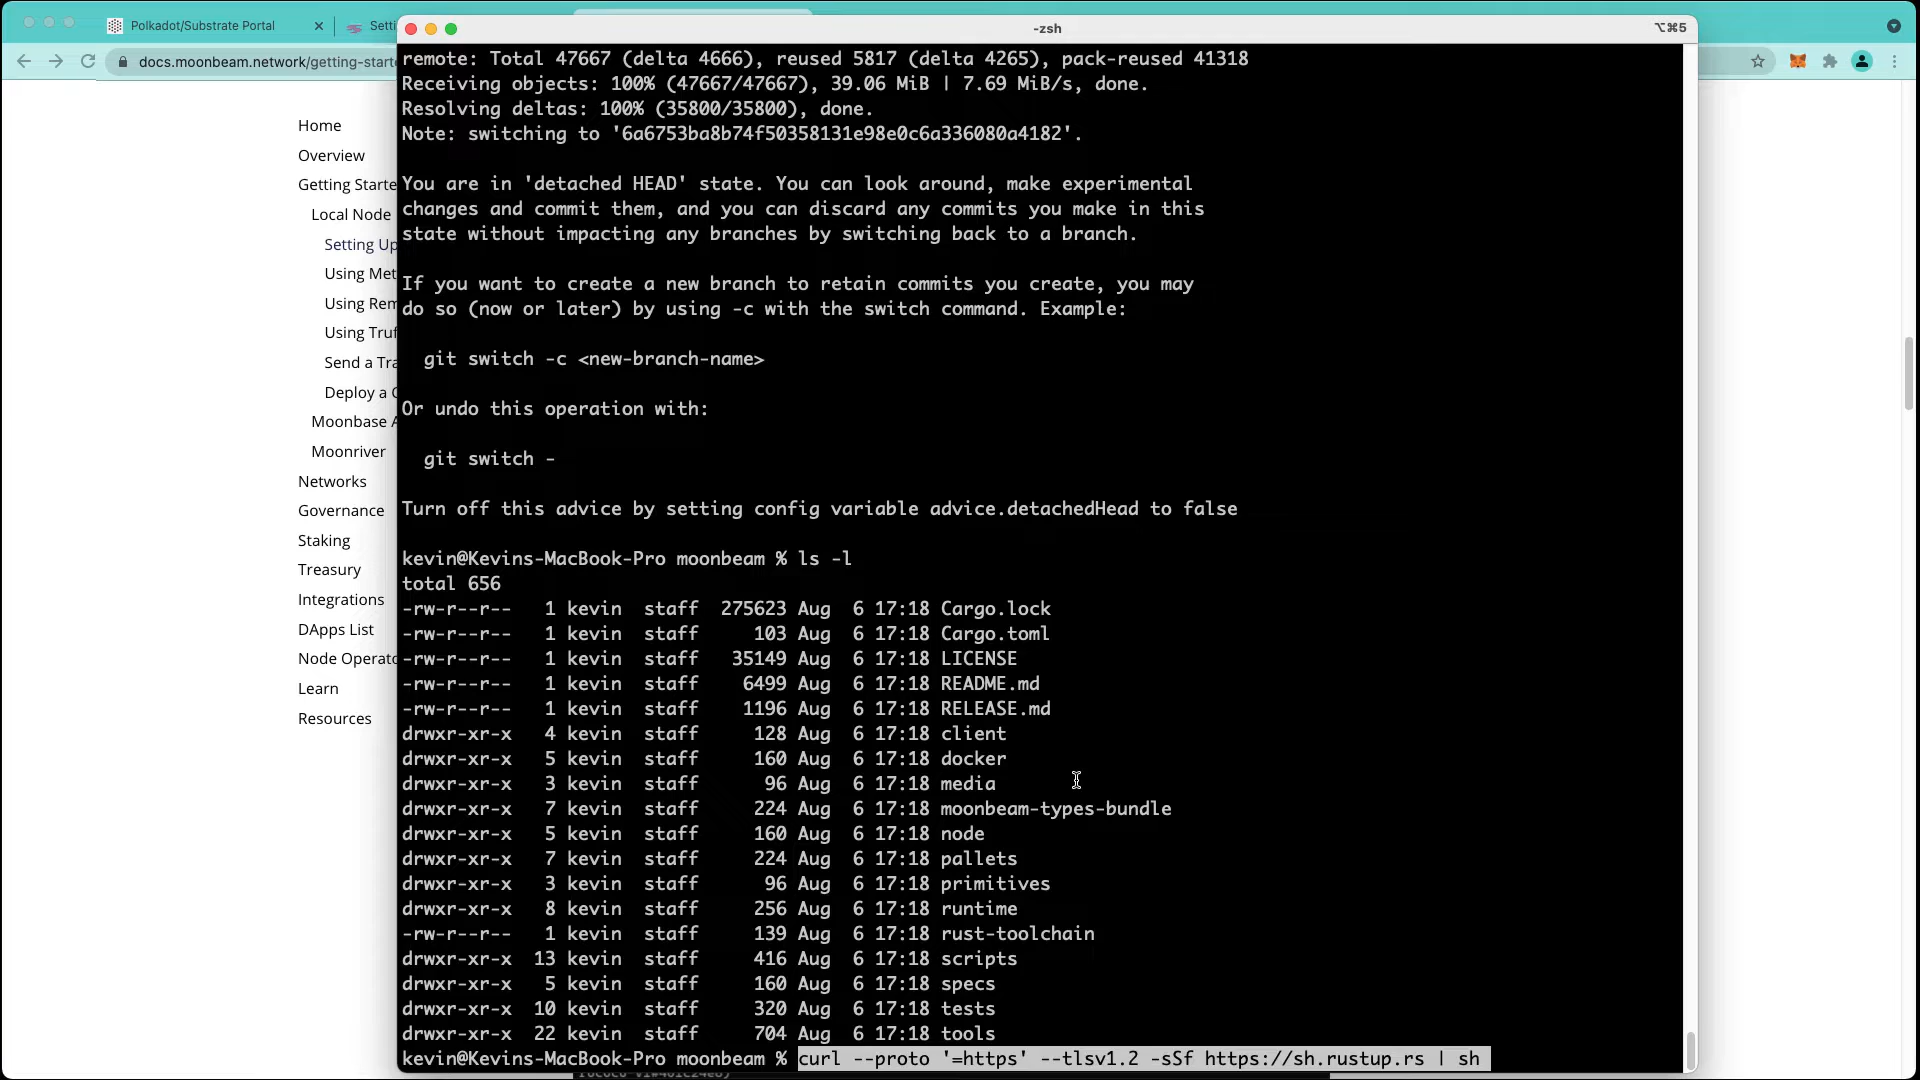 Polkadot/Substrate Portal
Setti
-zsh
⌥⌘5
docs.moonbeam.network/getting-starte
Home
Overview
Getting Starte
Local Node
Setting Up
Using Met
Using Rem
Using Truf
Send a Tra
Deploy a C
Moonbase A
Moonriver
Networks
Governance
Staking
Treasury
Integrations
DApps List
Node Operato
Learn
Resources
remote: Total 47667 (delta 4666), reused 5817 (delta 4265), pack-reused 41318
Receiving objects: 100% (47667/47667), 39.06 MiB | 7.69 MiB/s, done.
Resolving deltas: 100% (35800/35800), done.
Note: switching to '6a6753ba8b74f50358131e98e0c6a336080a4182'.
You are in 'detached HEAD' state. You can look around, make experimental
changes and commit them, and you can discard any commits you make in this
state without impacting any branches by switching back to a branch.
If you want to create a new branch to retain commits you create, you may
do so (now or later) by using -c with the switch command. Example:
git switch -c <new-branch-name>
Or undo this operation with:
git switch -
Turn off this advice by setting config variable advice.detachedHead to false
kevin@Kevins-MacBook-Pro moonbeam % ls -l
total 656
-rw-r--r-- 1 kevin staff 275623 Aug 6 17:18 Cargo.lock
-rw-r--r-- 1 kevin staff 103 Aug 6 17:18 Cargo.toml
-rw-r--r-- 1 kevin staff 35149 Aug 6 17:18 LICENSE
-rw-r--r-- 1 kevin staff 6499 Aug 6 17:18 README.md
-rw-r--r-- 1 kevin staff 1196 Aug 6 17:18 RELEASE.md
drwxr-xr-x 4 kevin staff 128 Aug 6 17:18 client
drwxr-xr-x 5 kevin staff 160 Aug 6 17:18 docker
drwxr-xr-x 3 kevin staff 96 Aug 6 17:18 media
drwxr-xr-x 7 kevin staff 224 Aug 6 17:18 moonbeam-types-bundle
drwxr-xr-x 5 kevin staff 160 Aug 6 17:18 node
drwxr-xr-x 7 kevin staff 224 Aug 6 17:18 pallets
drwxr-xr-x 3 kevin staff 96 Aug 6 17:18 primitives
drwxr-xr-x 8 kevin staff 256 Aug 6 17:18 runtime
-rw-r--r-- 1 kevin staff 139 Aug 6 17:18 rust-toolchain
drwxr-xr-x 13 kevin staff 416 Aug 6 17:18 scripts
drwxr-xr-x 5 kevin staff 160 Aug 6 17:18 specs
drwxr-xr-x 10 kevin staff 320 Aug 6 17:18 tests
drwxr-xr-x 22 kevin staff 704 Aug 6 17:18 tools
kevin@Kevins-MacBook-Pro moonbeam % curl --proto '=https' --tlsv1.2 -sSf https://sh.rustup.rs | sh